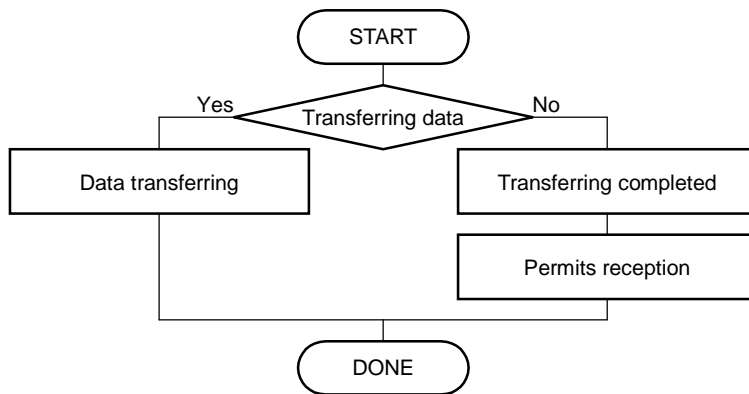 START
Yes
Transferring data
No
Data transferring
Transferring completed
Permits reception
DONE